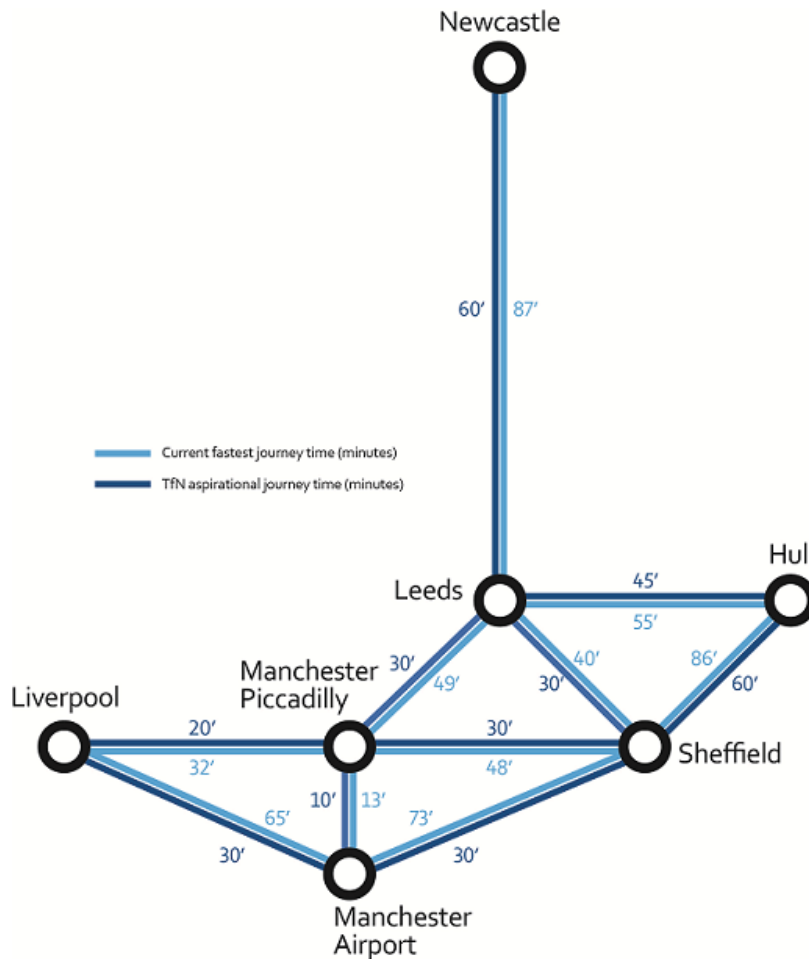 Newcastle
60’
87’
Current fastest journey time (minutes)
TfN aspirational journey time (minutes)
Hul
Leeds
45’
55’
30’
49’
40’
30’
86’
60’
Manchester
Piccadilly
Liverpool
20’
32’
30’
48’
Sheffield
10’
13’
65’
30’
73’
30’
Manchester
Airport